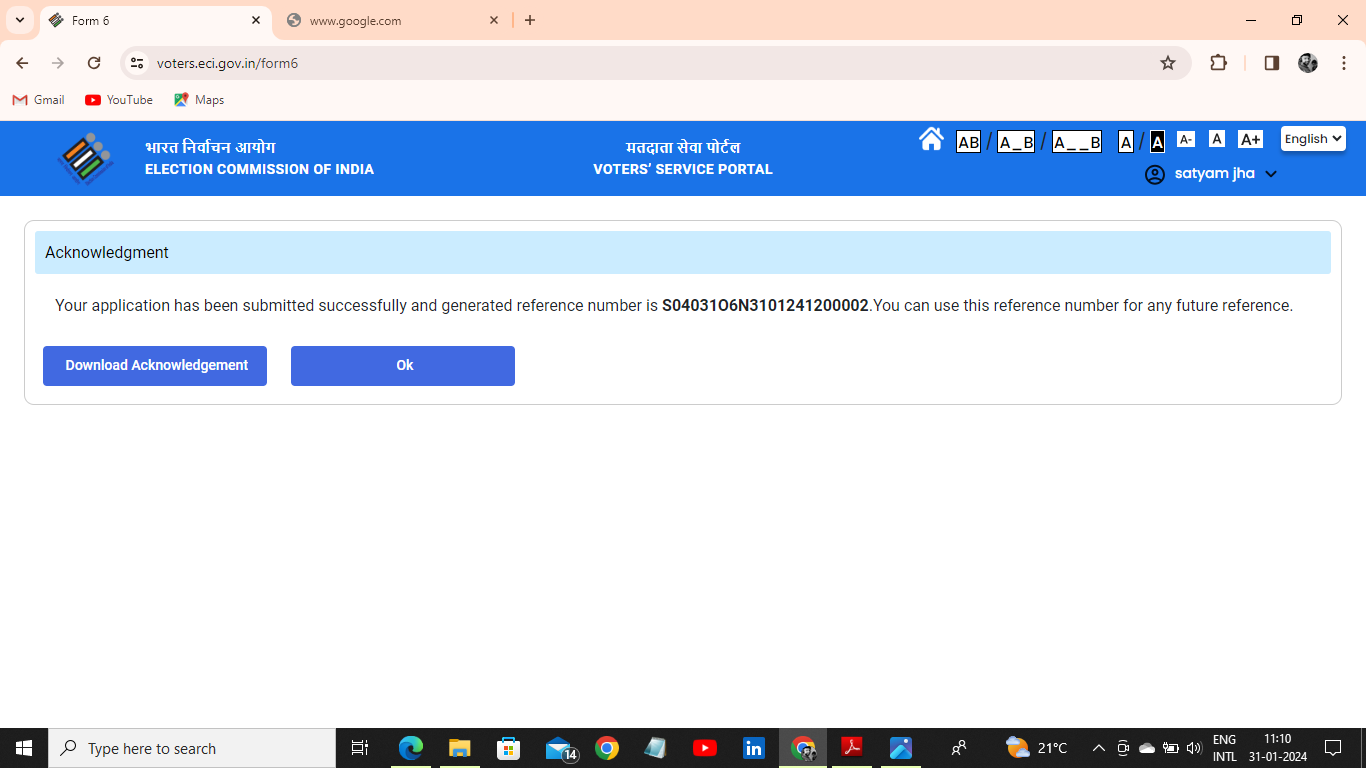 Form 6
www.google.com
voters.eci.gov.in/form6
Gmail YouTube Maps
भारत निर्वाचन आयोग
ELECTION COMMISSION OF INDIA
मतदाता सेवा पोर्टल
VOTERS’ SERVICE PORTAL
AB / A_B / A__B A / A A- A A+ English
satyam jha
Acknowledgment
Your application has been submitted successfully and generated reference number is S04031O6N3101241200002.You can use this reference number for any future reference.
Download Acknowledgement Ok
Type here to search
14
21°C
ENG
INTL
11:10
31-01-2024